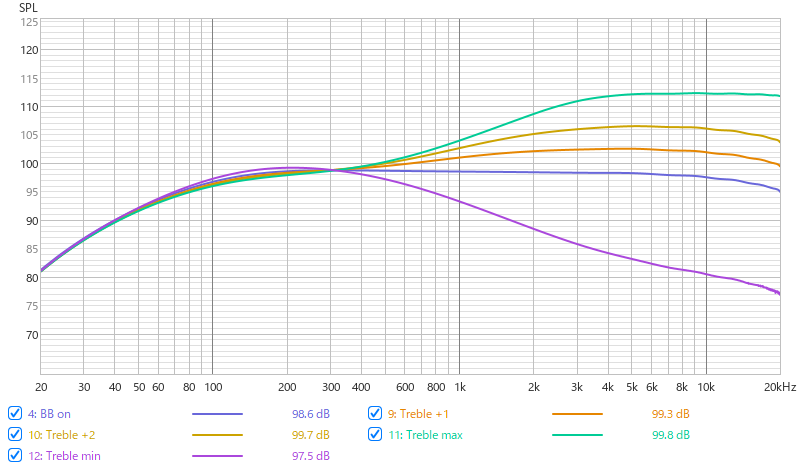 SPL
125
120
115
110
105
100
95
90
85
80
75
70
20 30 40 50 60 80 100 200 300 400 600 800 1k 2k 3k 4k 5k 6k 8k 10k 20kHz
4: BB on 98.6 dB 9: Treble +1 99.3 dB
10: Treble +2 99.7 dB 11: Treble max 99.8 dB
12: Treble min 97.5 dB